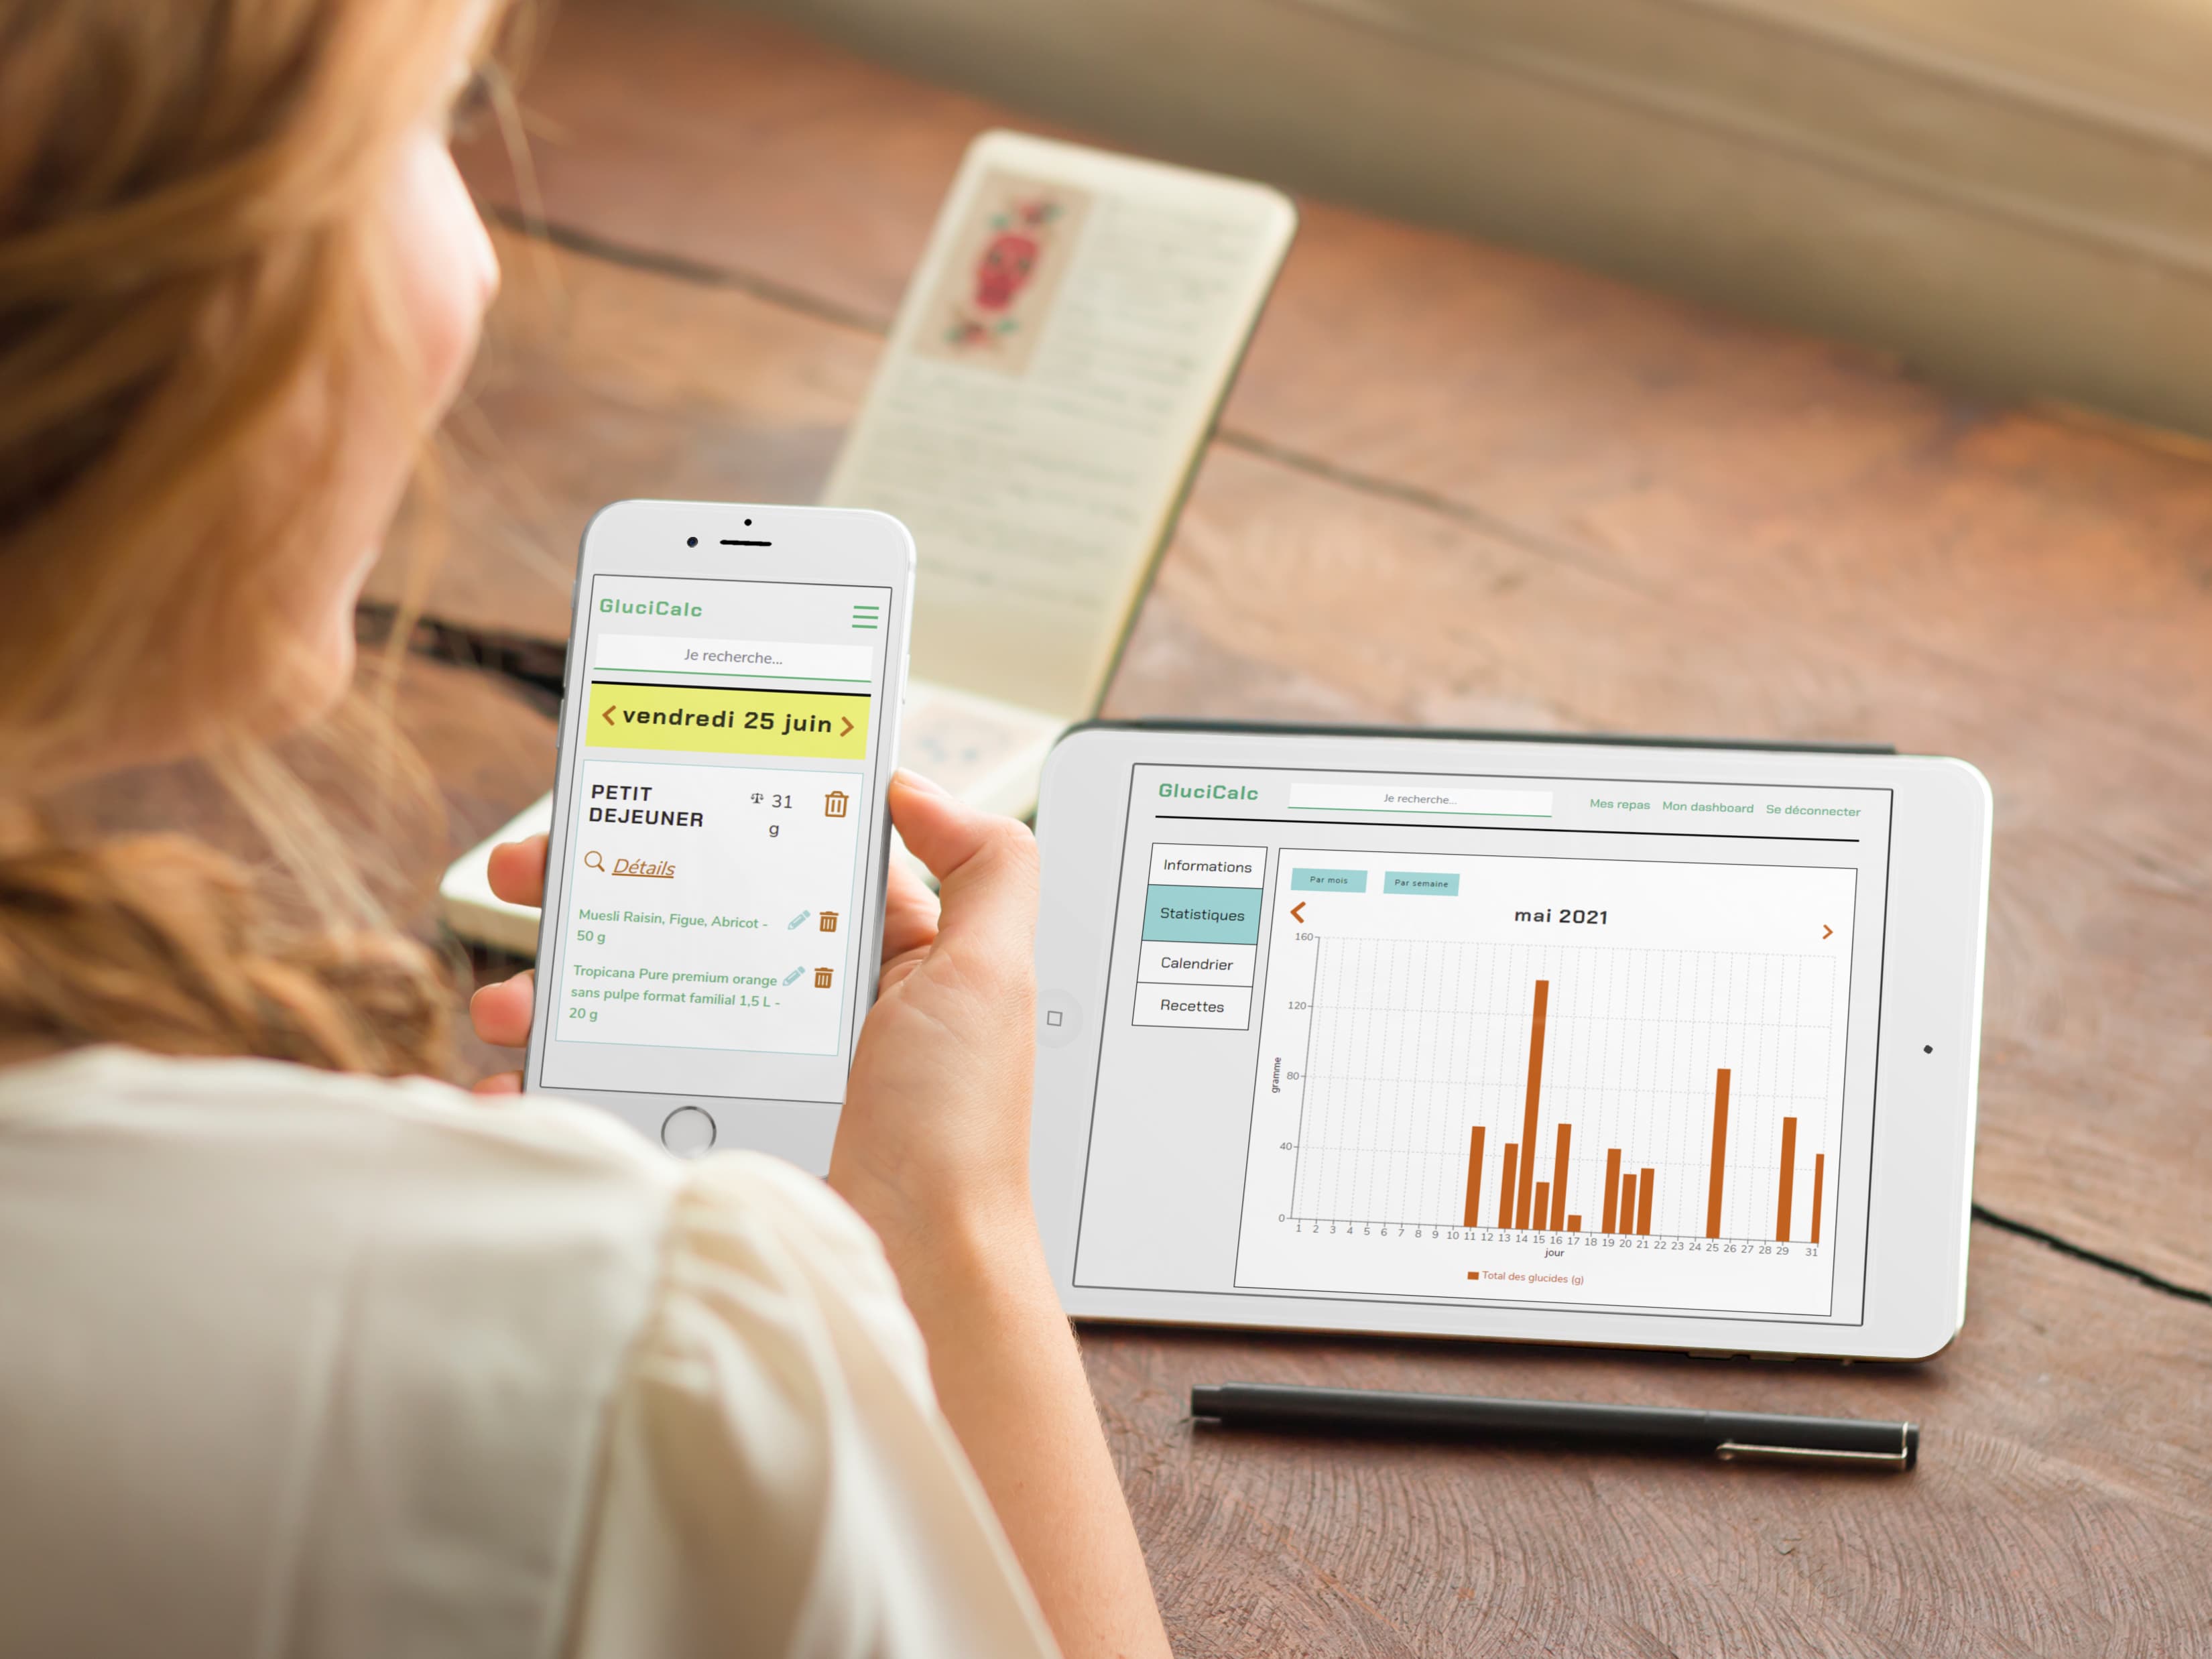 GluciCalc
Je recherche...
vendredi 25 juin
PETIT
DEJEUNER
31
g
Détails
Muesli Raisin, Figue, Abricot -
50 g
Tropicana Pure premium orange
sans pulpe format familial 1,5 L -
20 g
GluciCalc
Je recherche...
Mes repas Mon dashboard Se déconnecter
Informations
Statistiques
Calendrier
Recettes
Par mois Par semaine
mai 2021
160
120
80
40
0
gramme
1 2 3 4 5 6 7 8 9 10 11 12 13 14 15 16 17 18 19 20 21 22 23 24 25 26 27 28 29 31
jour
Total des glucides (g)